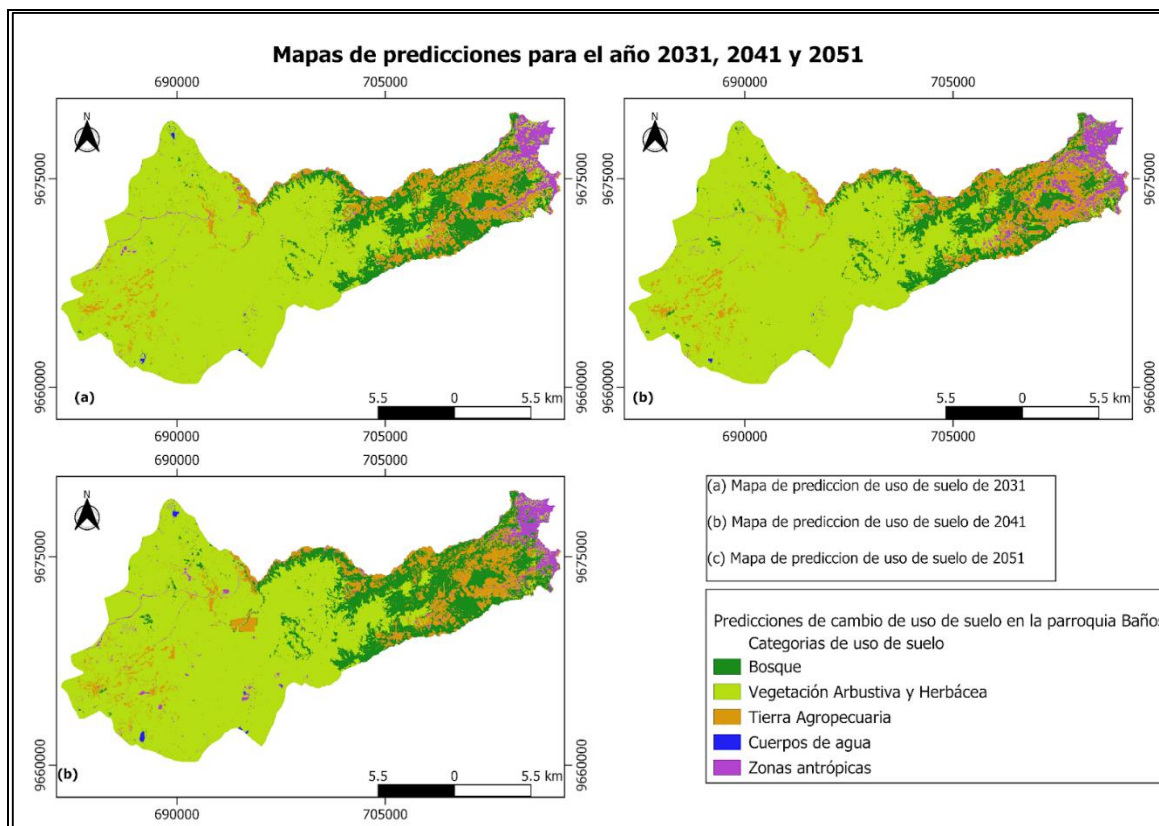 Mapas de predicciones para el año 2031, 2041 y 2051
690000 705000
690000 705000
N
N
9675000
9675000
9675000
9660000
9660000
9660000
(a)
5.5 0 5.5 km
(b)
5.5 0 5.5 km
690000 705000
690000 705000
N
9675000
9675000
9660000
9660000
(b)
5.5 0 5.5 km
690000 705000
(a) Mapa de prediccion de uso de suelo de 2031
(b) Mapa de prediccion de uso de suelo de 2041
(c) Mapa de prediccion de uso de suelo de 2051
Predicciones de cambio de uso de suelo en la parroquia Baños
Categorias de uso de suelo
Bosque
Vegetación Arbustiva y Herbácea
Tierra Agropecuaria
Cuerpos de agua
Zonas antrópicas